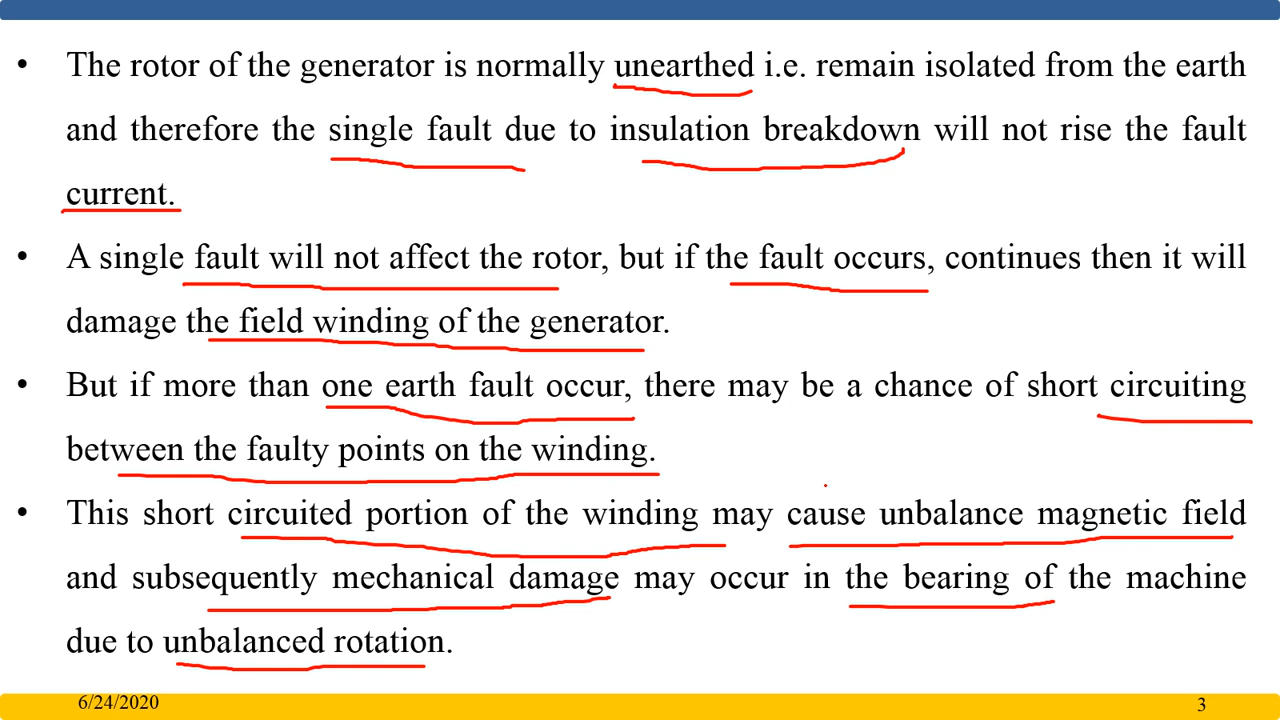 • The rotor of the generator is normally unearthed i.e. remain isolated from the earth
and therefore the single fault due to insulation breakdown will not rise the fault
current.
• A single fault will not affect the rotor, but if the fault occurs, continues then it will
damage the field winding of the generator.
• But if more than one earth fault occur, there may be a chance of short circuiting
between the faulty points on the winding.
• This short circuited portion of the winding may cause unbalance magnetic field
and subsequently mechanical damage may occur in the bearing of the machine
due to unbalanced rotation.
6/24/2020 3